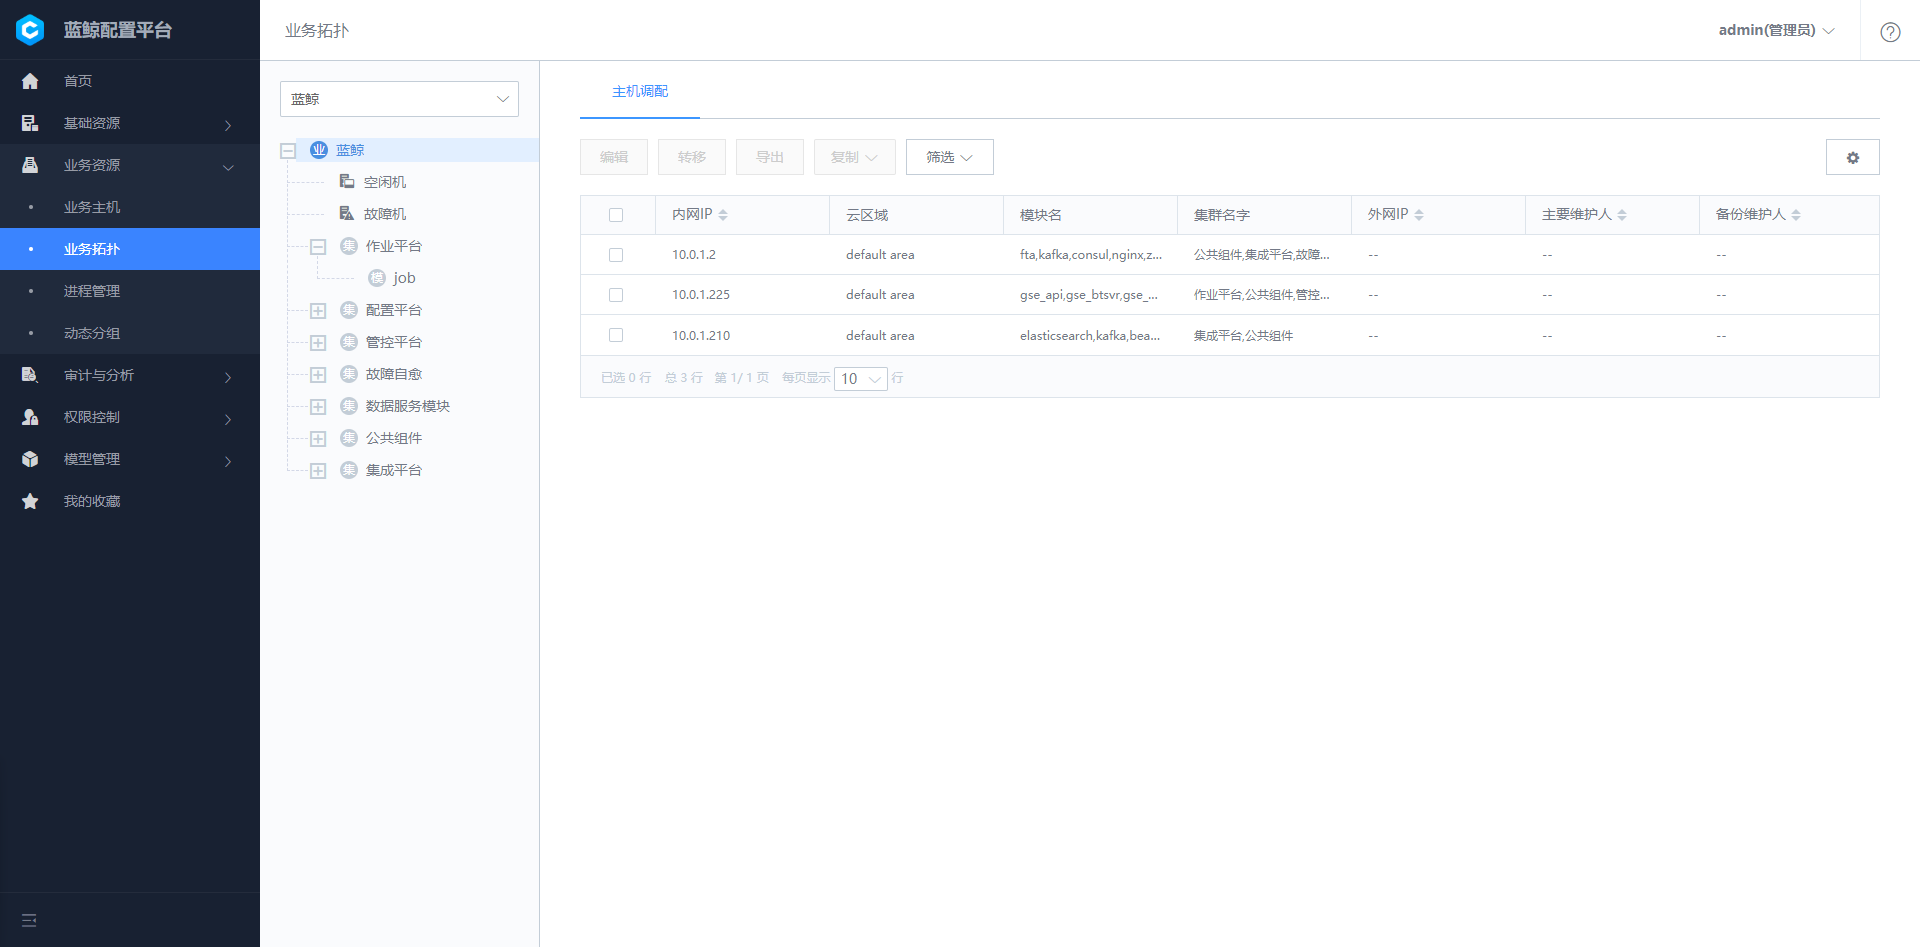 蓝鲸配置平台
首页
基础资源
业务资源
业务主机
业务拓扑
进程管理
动态分组
审计与分析
权限控制
模型管理
我的收藏
业务拓扑
admin(管理员)
蓝鲸
业 蓝鲸
空闲机
故障机
集 作业平台
模 job
集 配置平台
集 管控平台
集 故障自愈
集 数据服务模块
集 公共组件
集 集成平台
主机调配
编辑 转移 导出 复制 筛选
内网IP 云区域 模块名 集群名字 外网IP 主要维护人 备份维护人
10.0.1.2 default area fta,kafka,consul,nginx,z... 公共组件,集成平台,故障... -- -- --
10.0.1.225 default area gse_api,gse_btsvr,gse_... 作业平台,公共组件,管控... -- -- --
10.0.1.210 default area elasticsearch,kafka,bea... 集成平台,公共组件 -- -- --
已选 0 行 总 3 行 第 1/ 1 页 每页显示 10 行